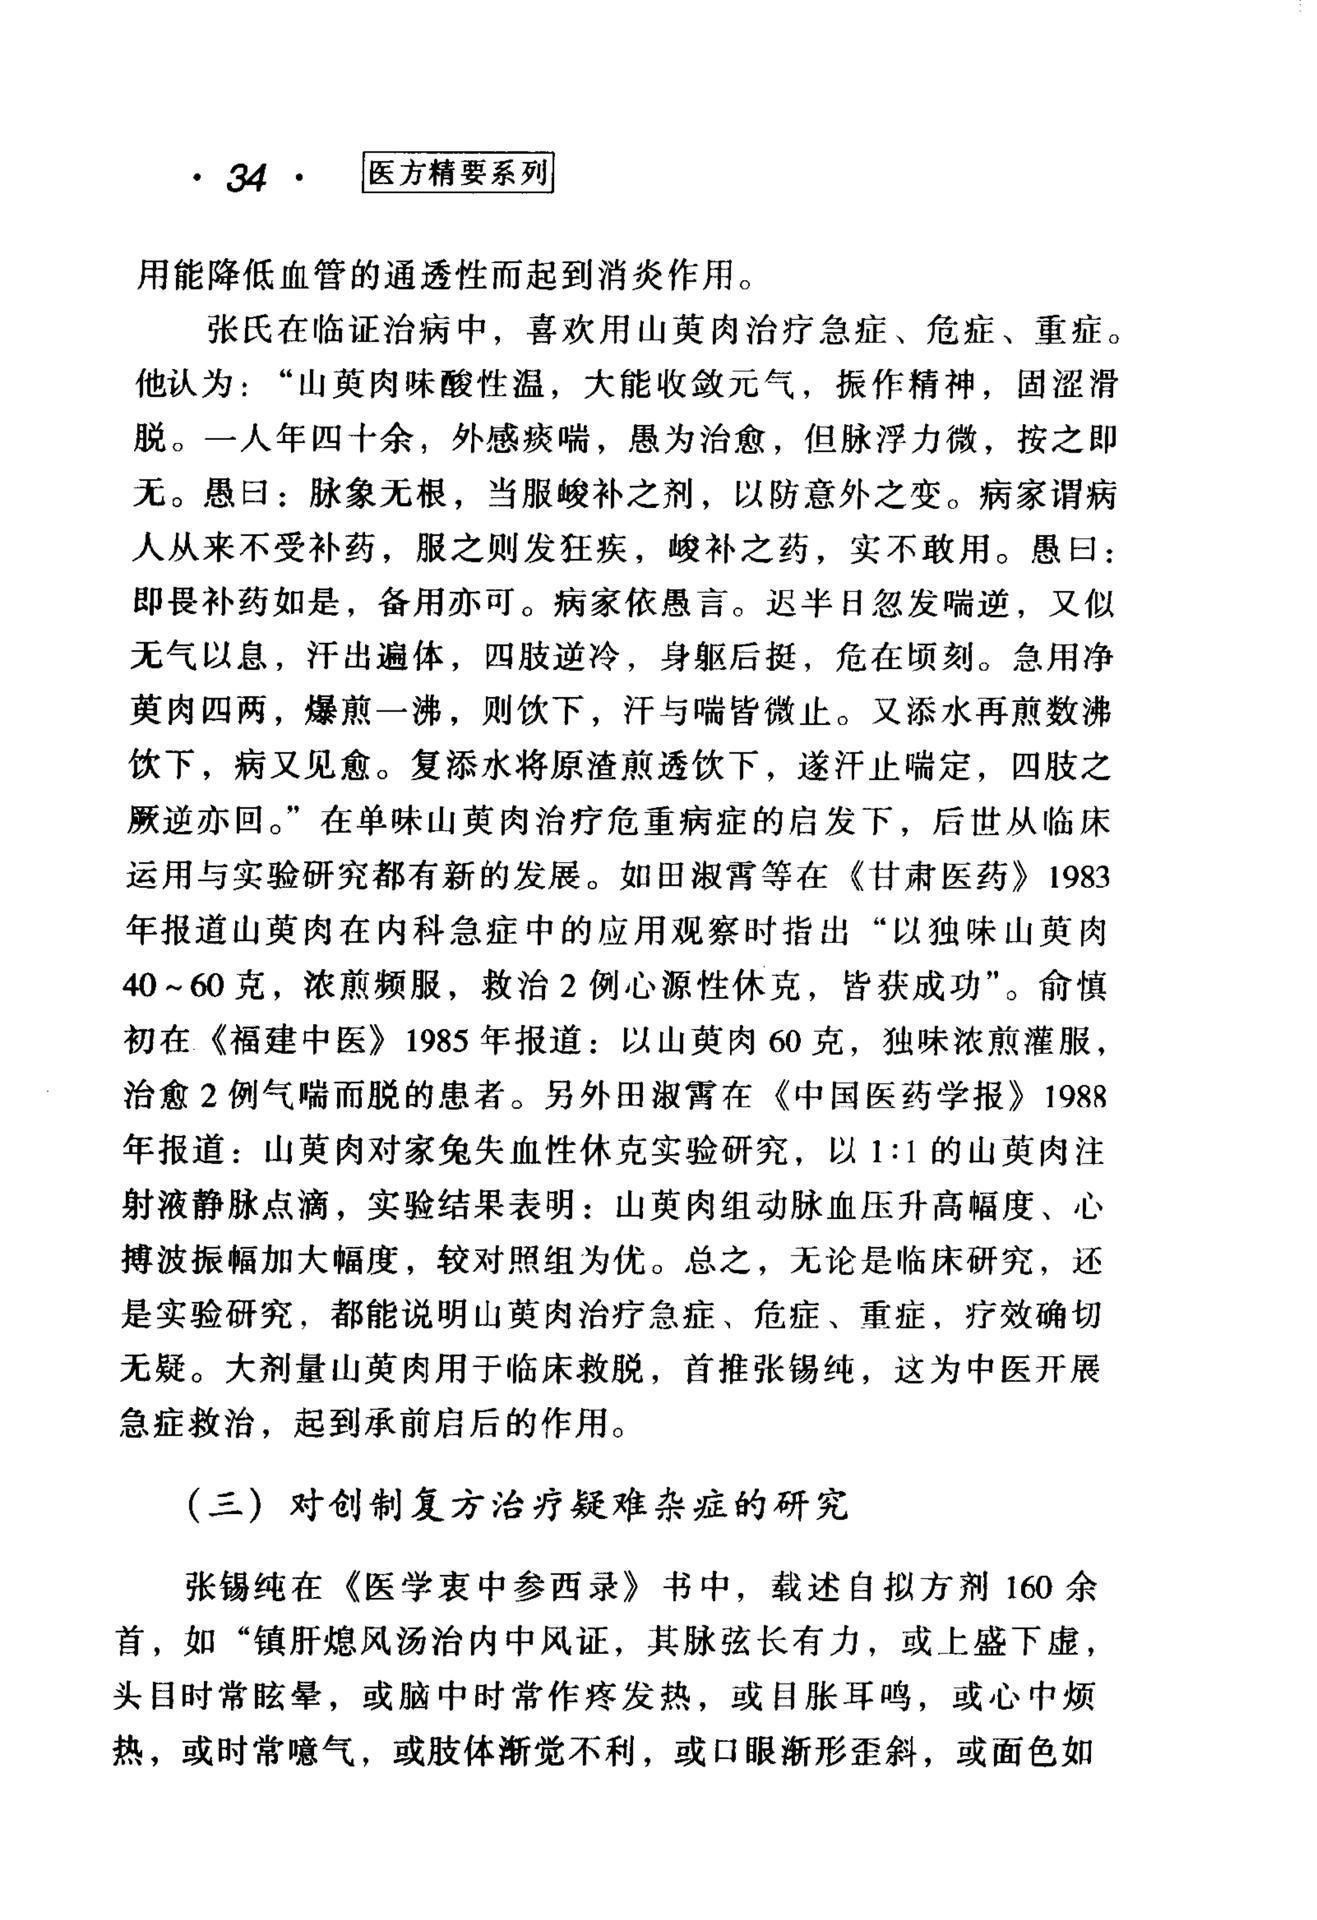 · 34 · 医方精要系列
用能降低血管的通透性而起到消炎作用。
张氏在临证治病中，喜欢用山萸肉治疗急症、危症、重症。
他认为：“山萸肉味酸性温，大能收敛元气，振作精神，固涩滑
脱。一人年四十余，外感痰喘，愚为治愈，但脉浮力微，按之即
无。愚曰：脉象无根，当服峻补之剂，以防意外之变。病家谓病
人从来不受补药，服之则发狂疾，峻补之药，实不敢用。愚曰：
即畏补药如是，备用亦可。病家依愚言。迟半日忽发喘逆，又似
无气以息，汗出遍体，四肢逆冷，身躯后挺，危在顷刻。急用净
萸肉四两，爆煎一沸，则饮下，汗与喘皆微止。又添水再煎数沸
饮下，病又见愈。复添水将原渣煎透饮下，遂汗止喘定，四肢之
厥逆亦回。”在单味山萸肉治疗危重病症的启发下，后世从临床
运用与实验研究都有新的发展。如田淑霄等在《甘肃医药》1983
年报道山萸肉在内科急症中的应用观察时指出“以独味山萸肉
40～60 克，浓煎频服，救治 2 例心源性休克，皆获成功”。俞慎
初在《福建中医》1985 年报道：以山萸肉 60 克，独味浓煎灌服，
治愈 2 例气喘而脱的患者。另外田淑霄在《中国医药学报》1988
年报道：山萸肉对家兔失血性休克实验研究，以 1:1 的山萸肉注
射液静脉点滴，实验结果表明：山萸肉组动脉血压升高幅度、心
搏波振幅加大幅度，较对照组为优。总之，无论是临床研究，还
是实验研究，都能说明山萸肉治疗急症、危症、重症，疗效确切
无疑。大剂量山萸肉用于临床救脱，首推张锡纯，这为中医开展
急症救治，起到承前启后的作用。
（三）对创制复方治疗疑难杂症的研究
张锡纯在《医学衷中参西录》书中，载述自拟方剂 160 余
首，如“镇肝熄风汤治内中风证，其脉弦长有力，或上盛下虚，
头目时常眩晕，或脑中时常作疼发热，或目胀耳鸣，或心中烦
热，或时常噫气，或肢体渐觉不利，或口眼渐形歪斜，或面色如